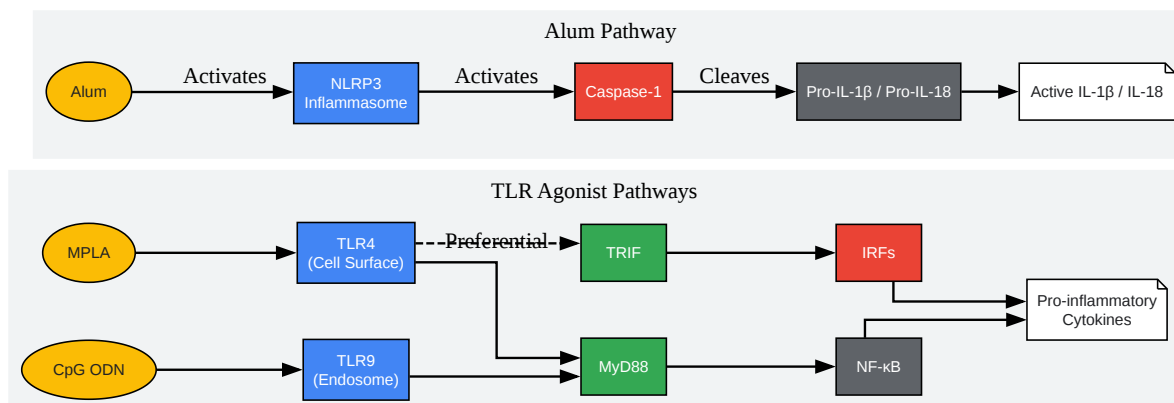 Alum Pathway
Activates
Activates
Cleaves
Alum
NLRP3
Inflammasome
Caspase-1
Pro-IL-1β / Pro-IL-18
Active IL-1β / IL-18
TLR Agonist Pathways
MPLA
TLR4
(Cell Surface)
Preferential
TRIF
IRFs
Pro-inflammatory
Cytokines
CpG ODN
TLR9
(Endosome)
MyD88
NF-κB